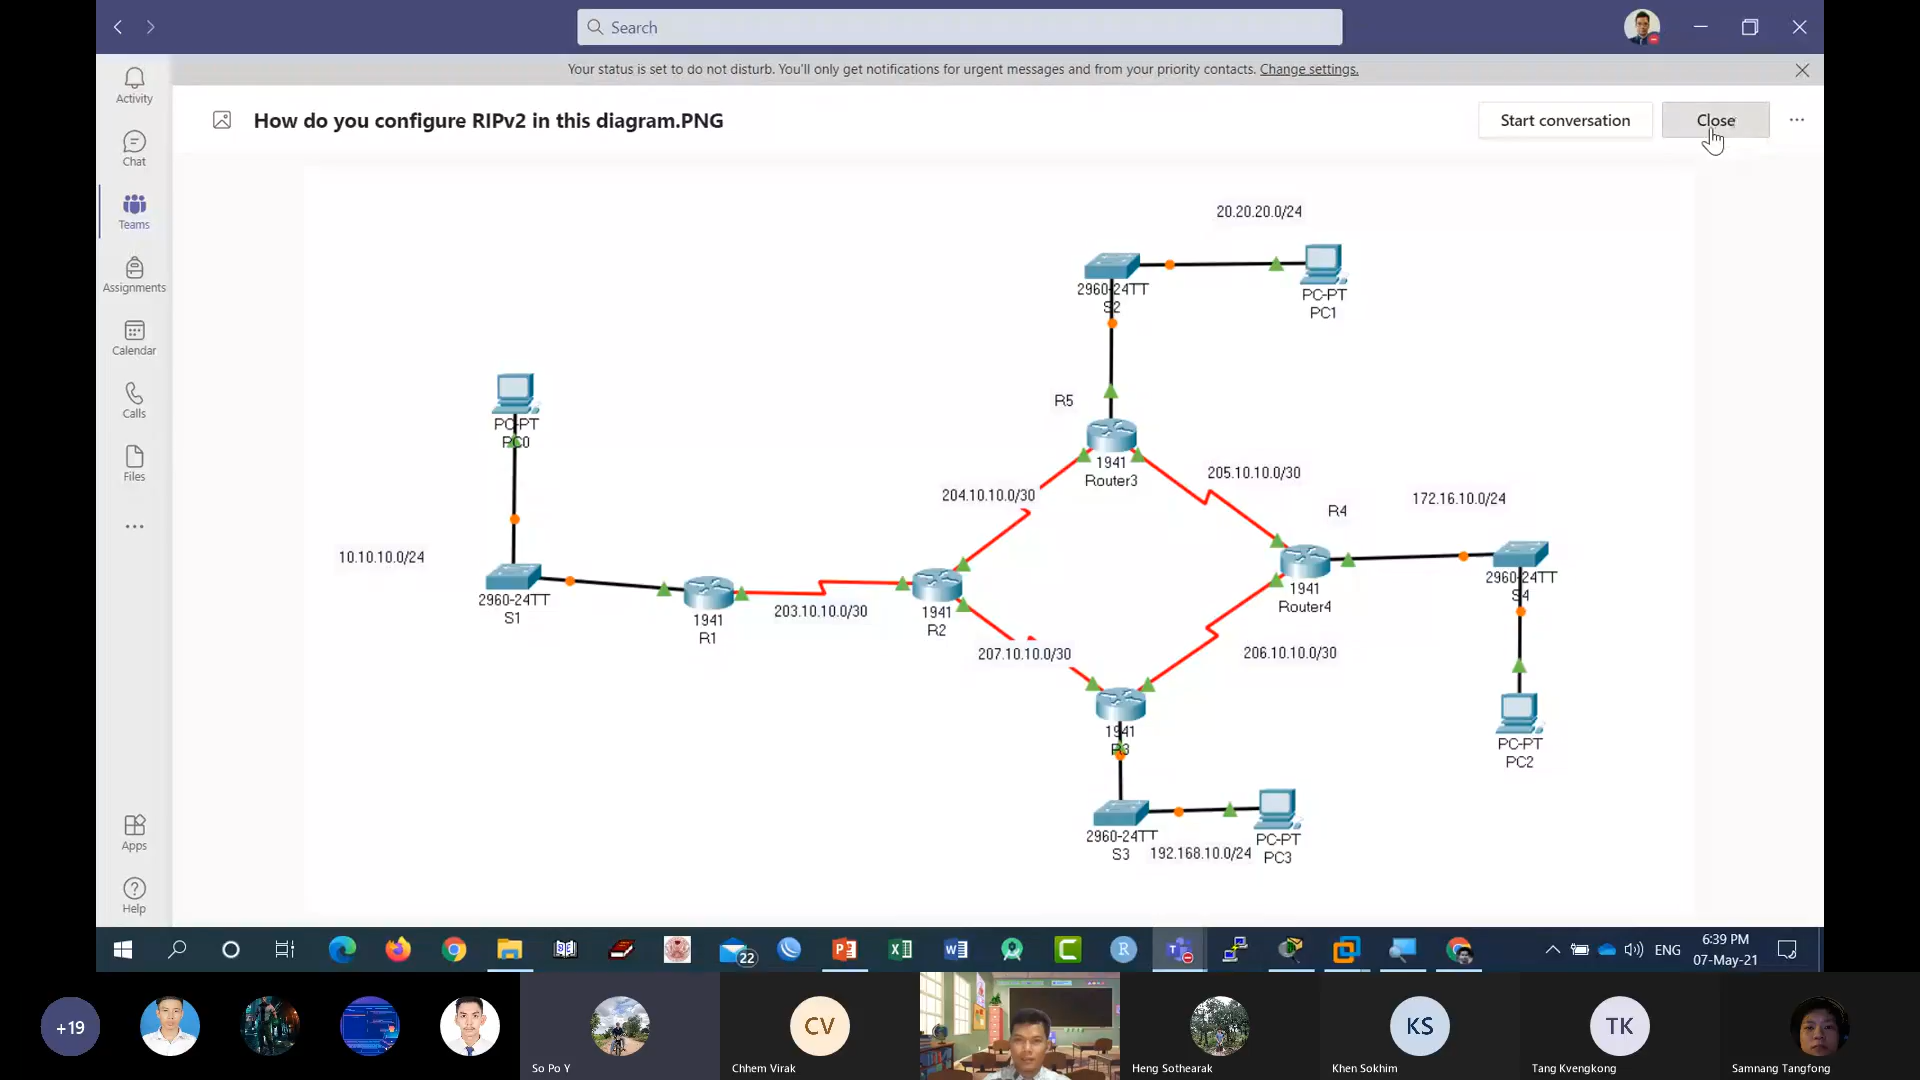 Search
Your status is set to do not disturb. You'll only get notifications for urgent messages and from your priority contacts. Change settings.
Activity
Chat
Teams
Assignments
Calendar
Calls
Files
Apps
Help
How do you configure RIPv2 in this diagram.PNG
Start conversation
Close
20.20.20.0/24
2960-24TT
S2
PC-PT
PC1
PC-PT
PC0
R5
1941
Router3
204.10.10.0/30
205.10.10.0/30
R4
172.16.10.0/24
10.10.10.0/24
2960-24TT
S1
1941
R1
203.10.10.0/30
1941
R2
1941
Router4
2960-24TT
S4
207.10.10.0/30
206.10.10.0/30
1941
R3
PC-PT
PC2
2960-24TT
S3
192.168.10.0/24
PC-PT
PC3
22
ENG
6:39 PM
07-May-21
+19
So Po Y
CV
Chhem Virak
Heng Sothearak
KS
Khen Sokhim
TK
Tang Kvengkong
Samnang Tangfong